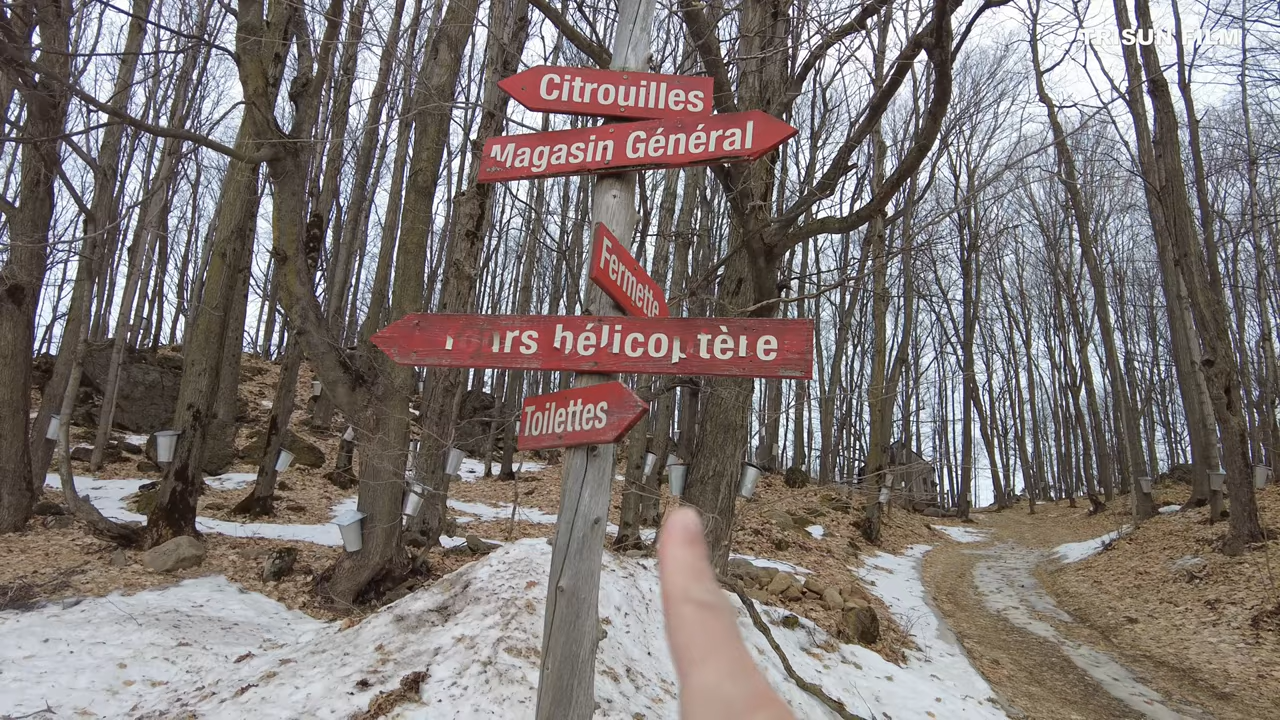 TRISUN FILM
Citrouilles
Magasin Général
Fermette
hélicoptère
Toilettes